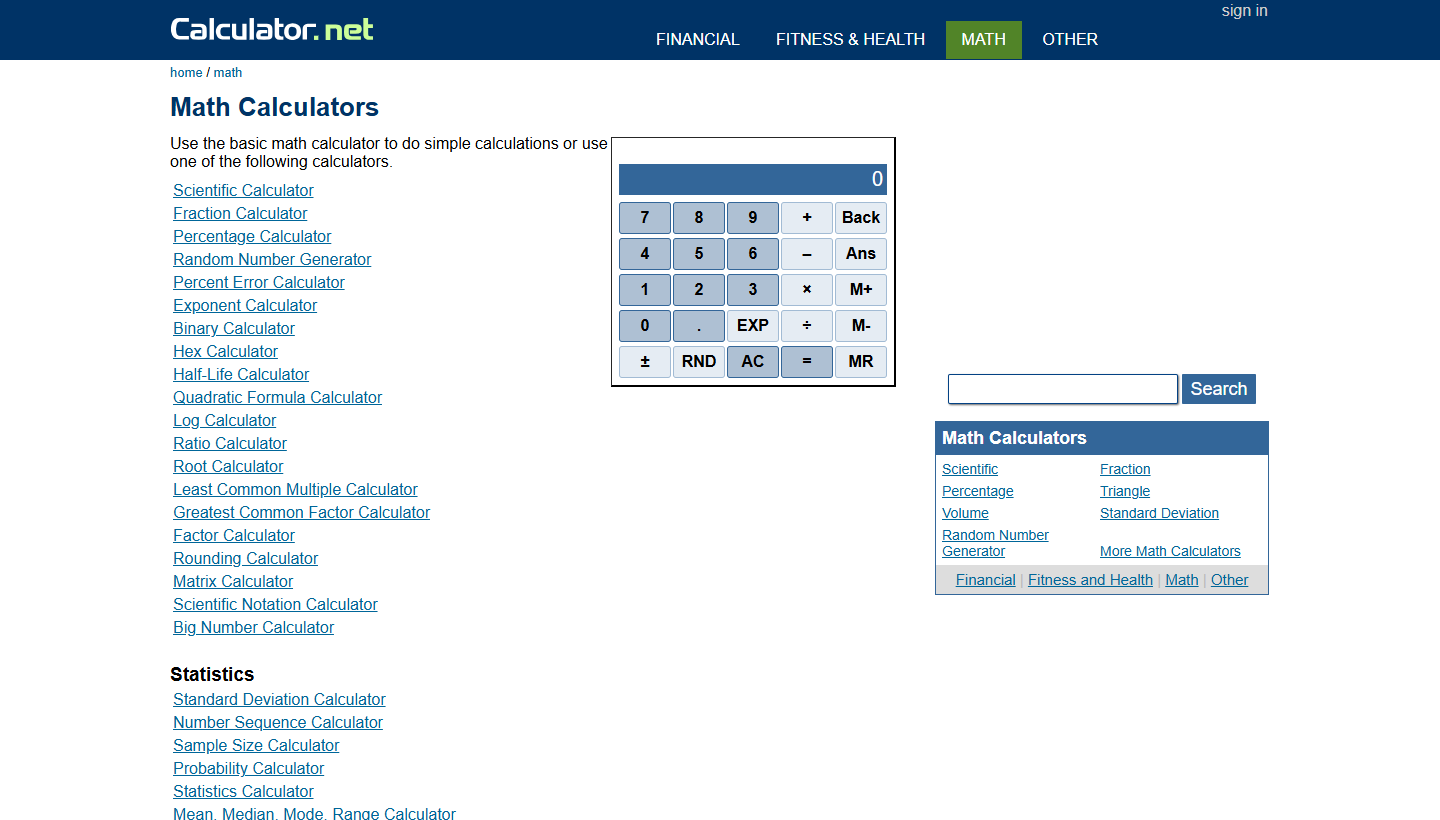 Calculator.net
sign in
FINANCIAL FITNESS & HEALTH MATH OTHER
home / math
Math Calculators
Use the basic math calculator to do simple calculations or use
one of the following calculators.
Scientific Calculator
Fraction Calculator
Percentage Calculator
Random Number Generator
Percent Error Calculator
Exponent Calculator
Binary Calculator
Hex Calculator
Half-Life Calculator
Quadratic Formula Calculator
Log Calculator
Ratio Calculator
Root Calculator
Least Common Multiple Calculator
Greatest Common Factor Calculator
Factor Calculator
Rounding Calculator
Matrix Calculator
Scientific Notation Calculator
Big Number Calculator
Statistics
Standard Deviation Calculator
Number Sequence Calculator
Sample Size Calculator
Probability Calculator
Statistics Calculator
Mean, Median, Mode, Range Calculator
0
7 8 9 + Back
4 5 6 – Ans
1 2 3 × M+
0 . EXP ÷ M-
± RND AC = MR
Search
Math Calculators
Scientific Fraction
Percentage Triangle
Volume Standard Deviation
Random Number
Generator More Math Calculators
Financial | Fitness and Health | Math | Other